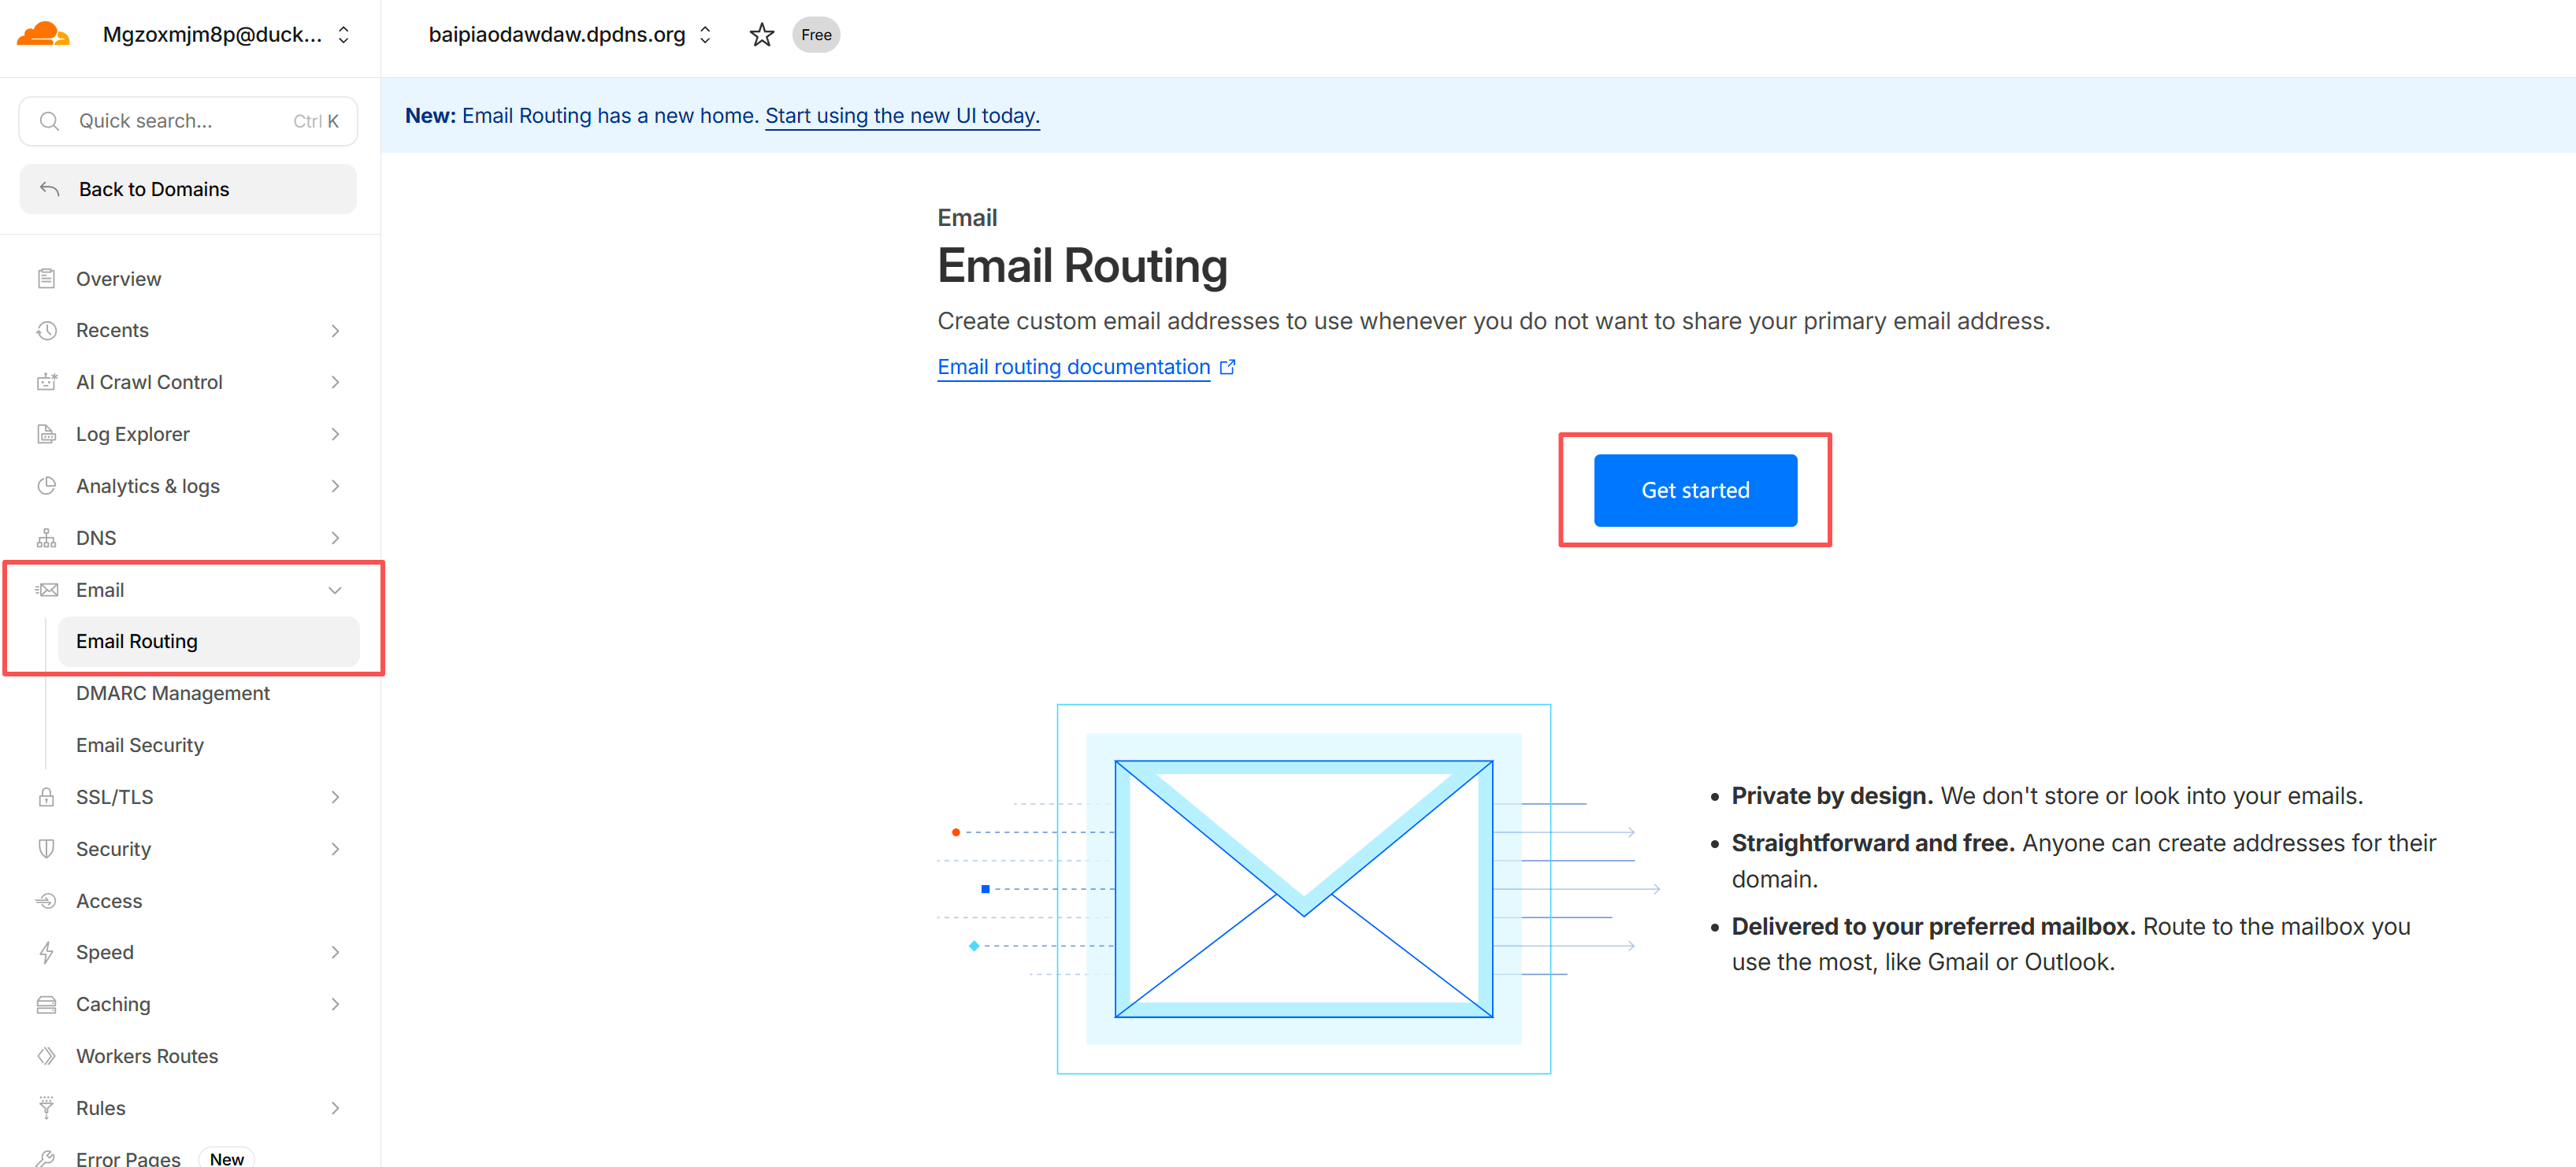 Mgzoxmjm8p@duck...
baipiaodawdaw.dpdns.org
Free
Quick search...
Ctrl K
Back to Domains
Overview
Recents
AI Crawl Control
Log Explorer
Analytics & logs
DNS
Email
Email Routing
DMARC Management
Email Security
SSL/TLS
Security
Access
Speed
Caching
Workers Routes
Rules
Error Pages New
New: Email Routing has a new home. Start using the new UI today.
Email
Email Routing
Create custom email addresses to use whenever you do not want to share your primary email address.
Email routing documentation
Get started
• Private by design. We don't store or look into your emails.
• Straightforward and free. Anyone can create addresses for their
domain.
• Delivered to your preferred mailbox. Route to the mailbox you
use the most, like Gmail or Outlook.